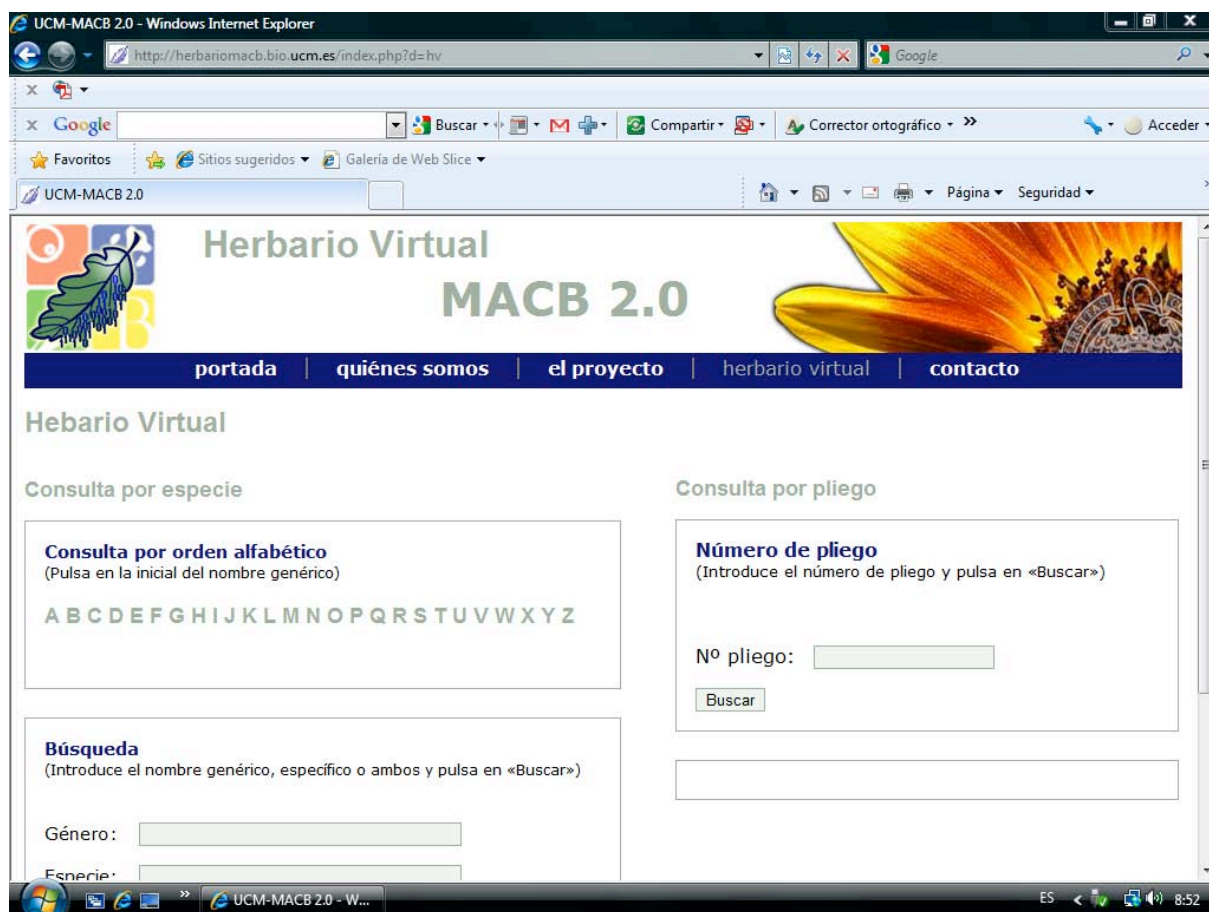 UCM-MACB 2.0 - Windows Internet Explorer
http://herbariomacb.bio.ucm.es/index.php?d=hv
Google
x
x Google
Buscar
Compartir
Corrector ortográfico
»
Acceder
Favoritos
Sitios sugeridos
Galería de Web Slice
UCM-MACB 2.0
Página
Seguridad
Herbario Virtual
MACB 2.0
portada | quiénes somos | el proyecto | herbario virtual | contacto
Hebario Virtual
Consulta por especie
Consulta por orden alfabético
(Pulsa en la inicial del nombre genérico)
A B C D E F G H I J K L M N O P Q R S T U V W X Y Z
Búsqueda
(Introduce el nombre genérico, específico o ambos y pulsa en «Buscar»)
Género:
Especie:
Consulta por pliego
Número de pliego
(Introduce el número de pliego y pulsa en «Buscar»)
Nº pliego:
Buscar
» UCM-MACB 2.0 - W...
ES
8:52